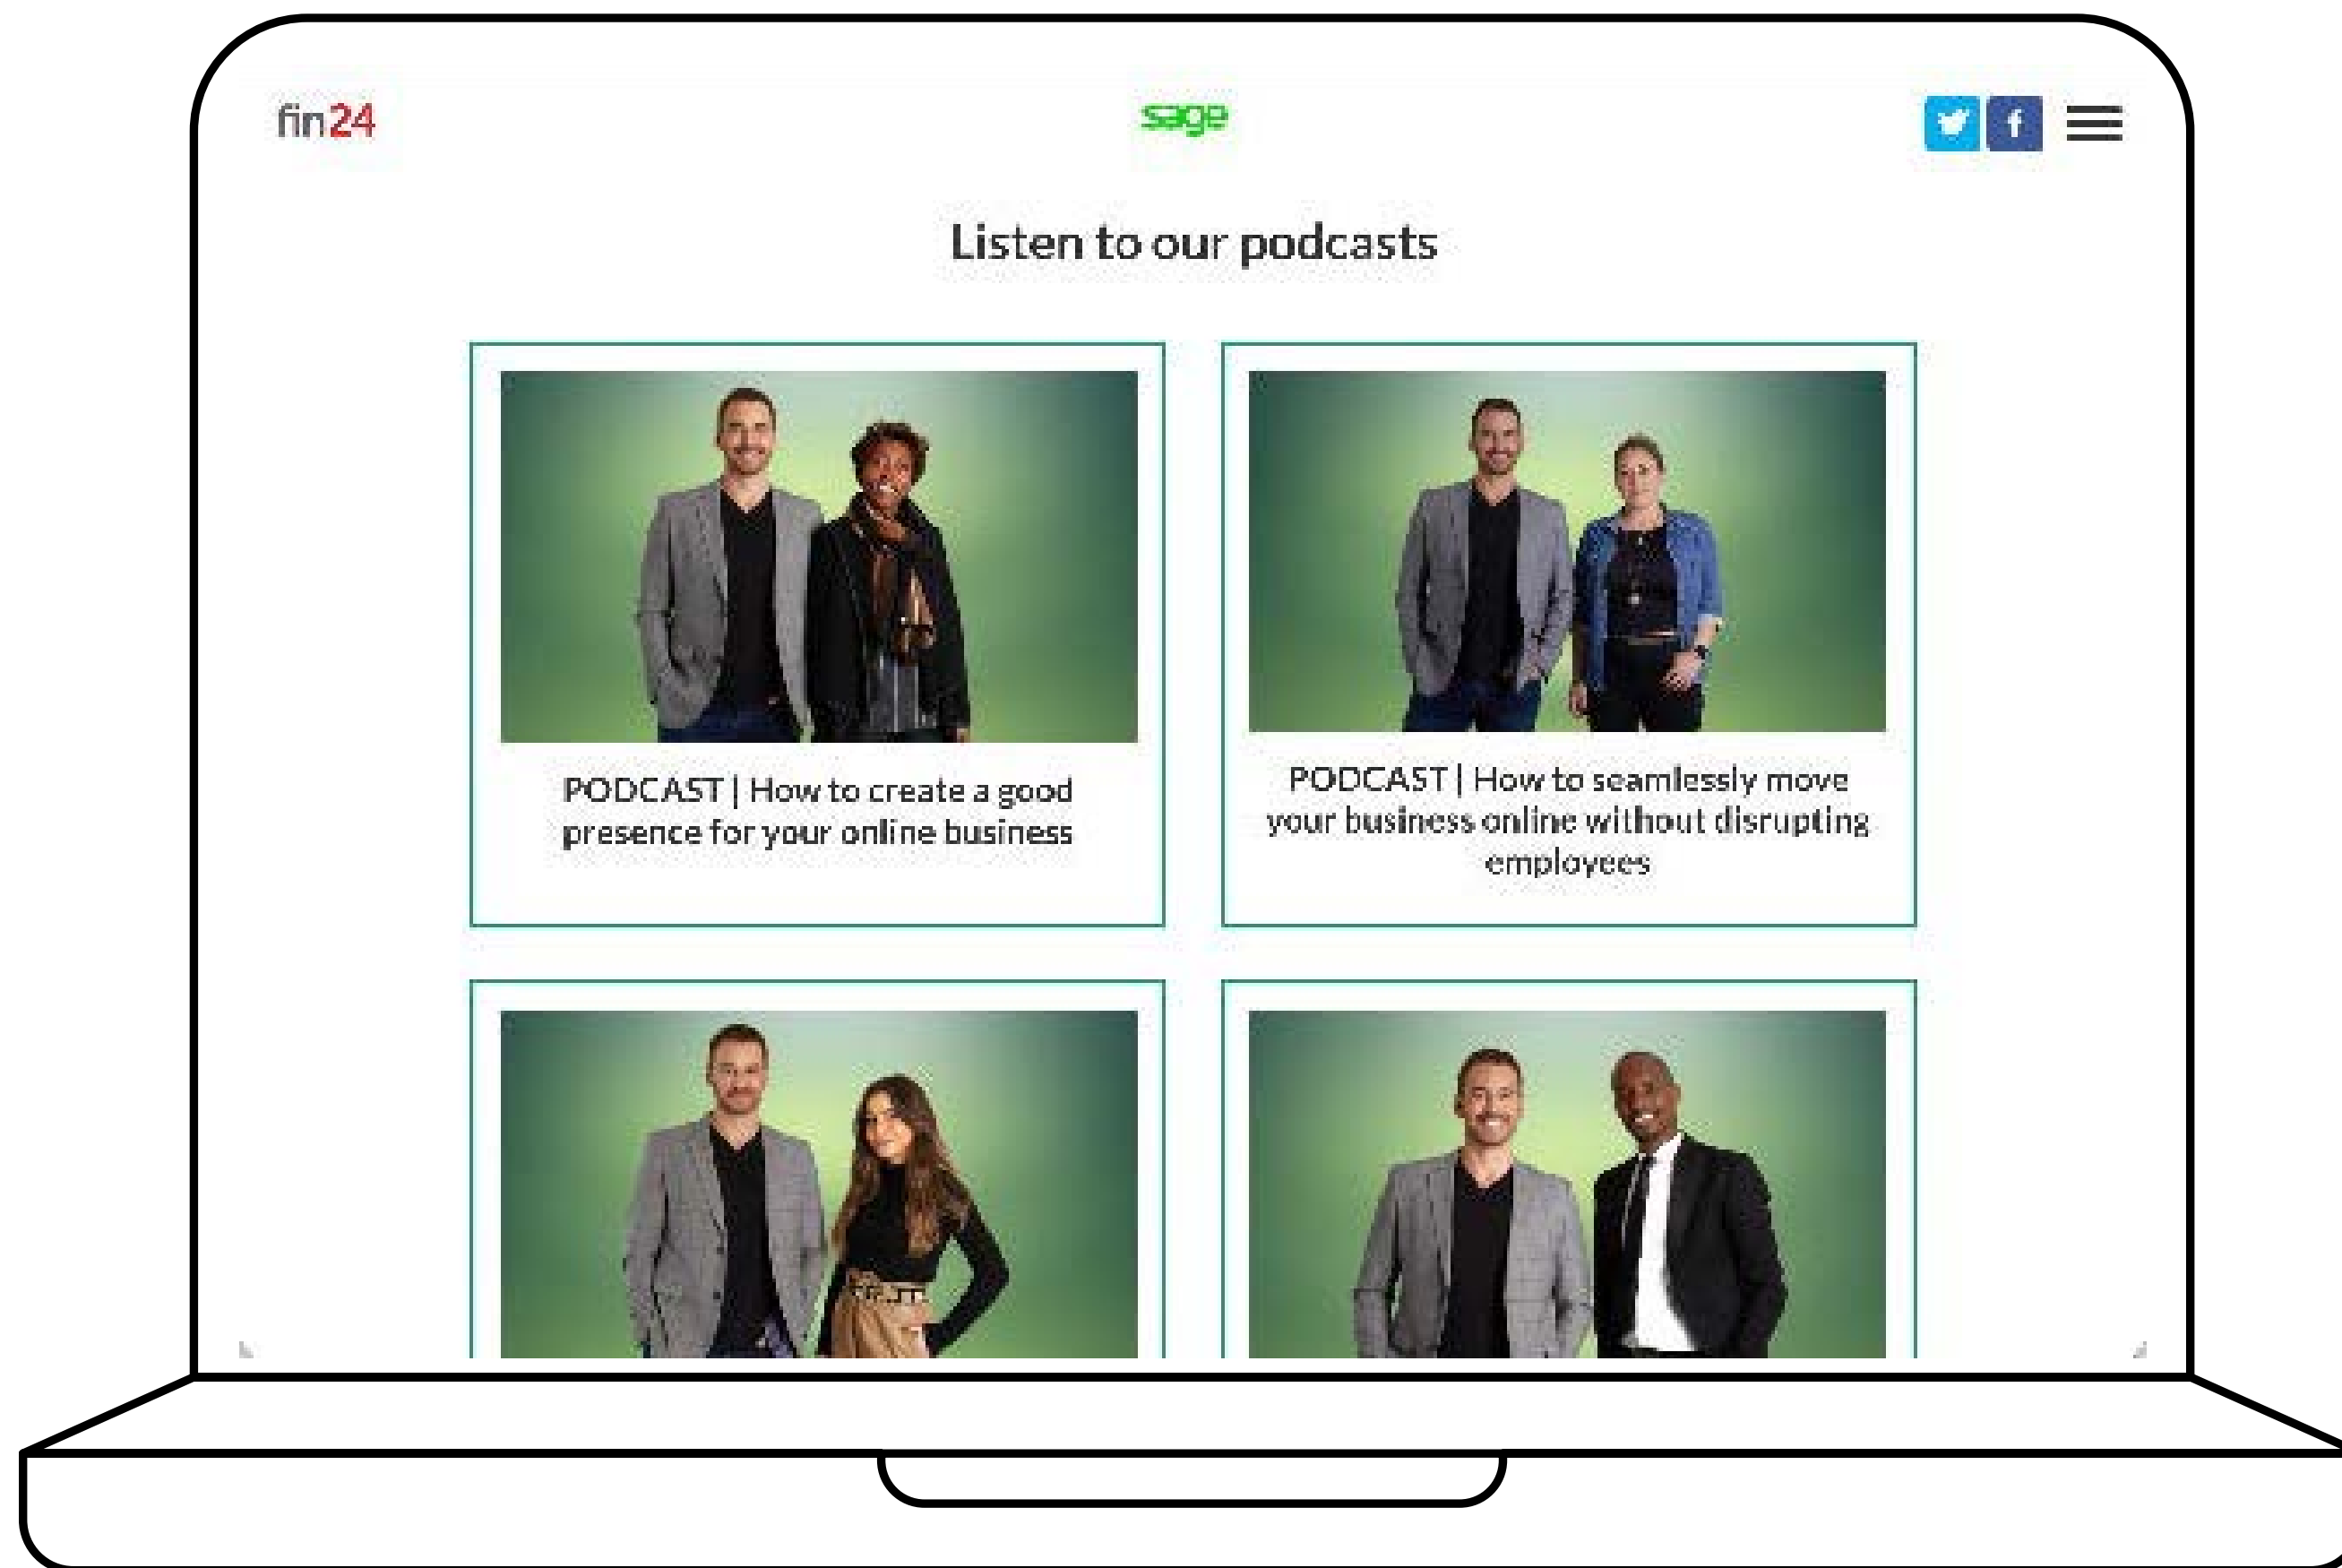 fin24
sage
f
Listen to our podcasts
PODCAST | How to create a good
presence for your online business
PODCAST | How to seamlessly move
your business online without disrupting
employees